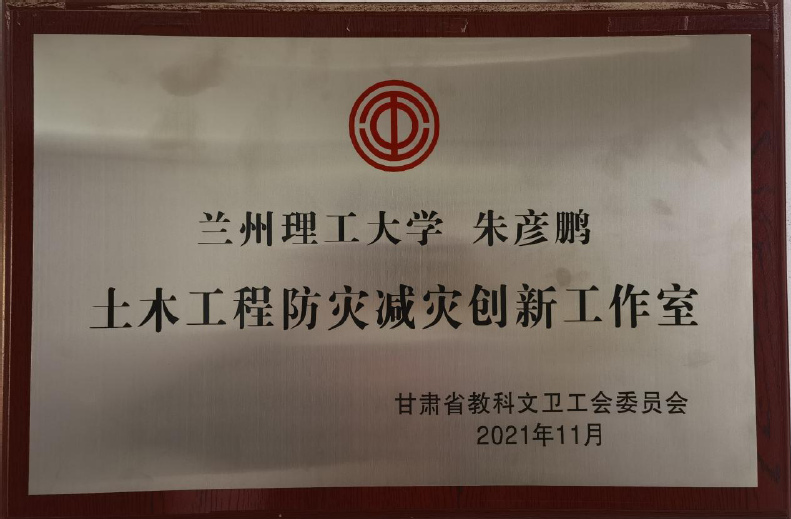 兰州理工大学 朱彦鹏
土木工程防灾减灾创新工作室
甘肃省教科文卫工会委员会
2021年11月